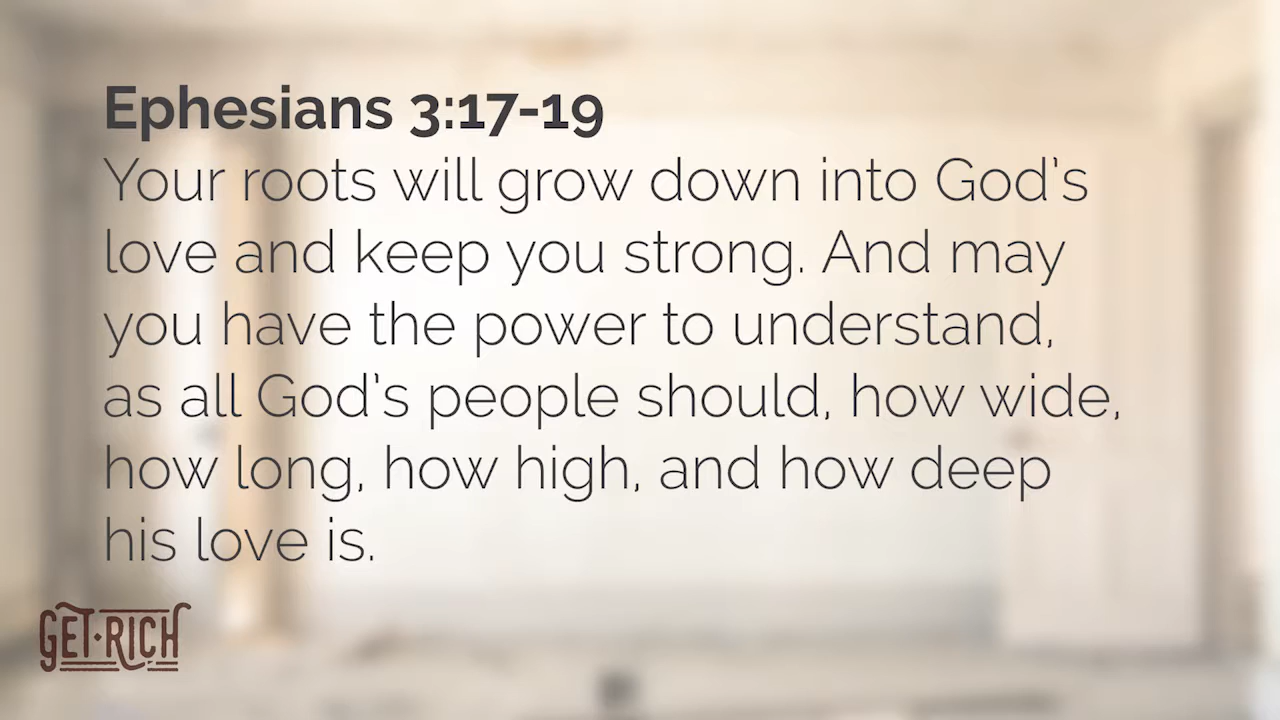 Ephesians 3:17-19
Your roots will grow down into God's
love and keep you strong. And may
you have the power to understand,
as all God's people should, how wide,
how long, how high, and how deep
his love is.
GET·RICH